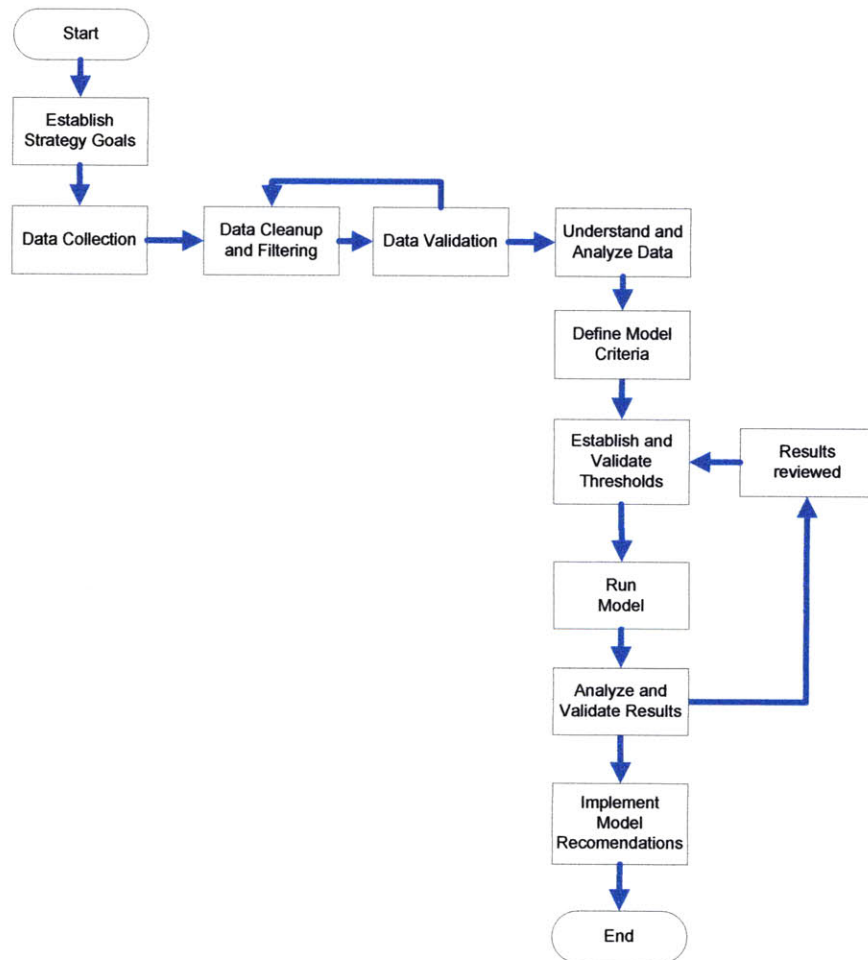 Start
Establish
Strategy Goals
Data Collection
Data Cleanup
and Filtering
Data Validation
Understand and
Analyze Data
Define Model
Criteria
Establish and
Validate
Thresholds
Results
reviewed
Run
Model
Analyze and
Validate Results
Implement
Model
Recomendations
End